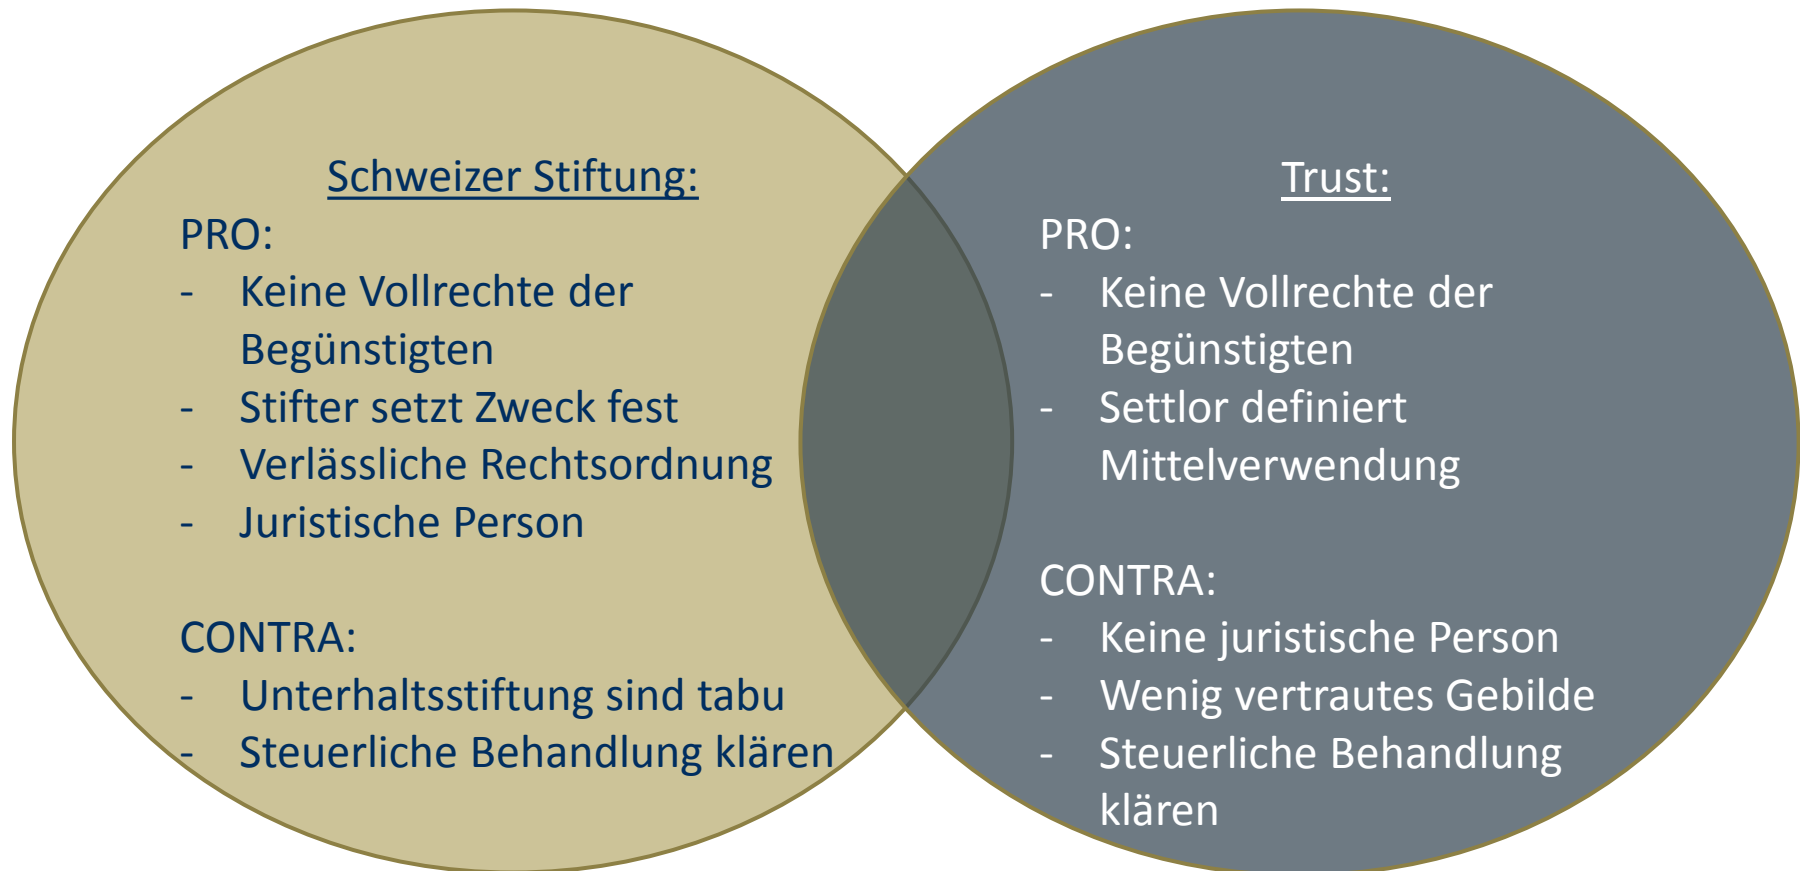 Schweizer Stiftung:
PRO:
- Keine Vollrechte der
Begünstigten
- Stifter setzt Zweck fest
- Verlässliche Rechtsordnung
- Juristische Person
CONTRA:
- Unterhaltsstiftung sind tabu
- Steuerliche Behandlung klären
Trust:
PRO:
- Keine Vollrechte der
Begünstigten
- Settlor definiert
Mittelverwendung
CONTRA:
- Keine juristische Person
- Wenig vertrautes Gebilde
- Steuerliche Behandlung
klären